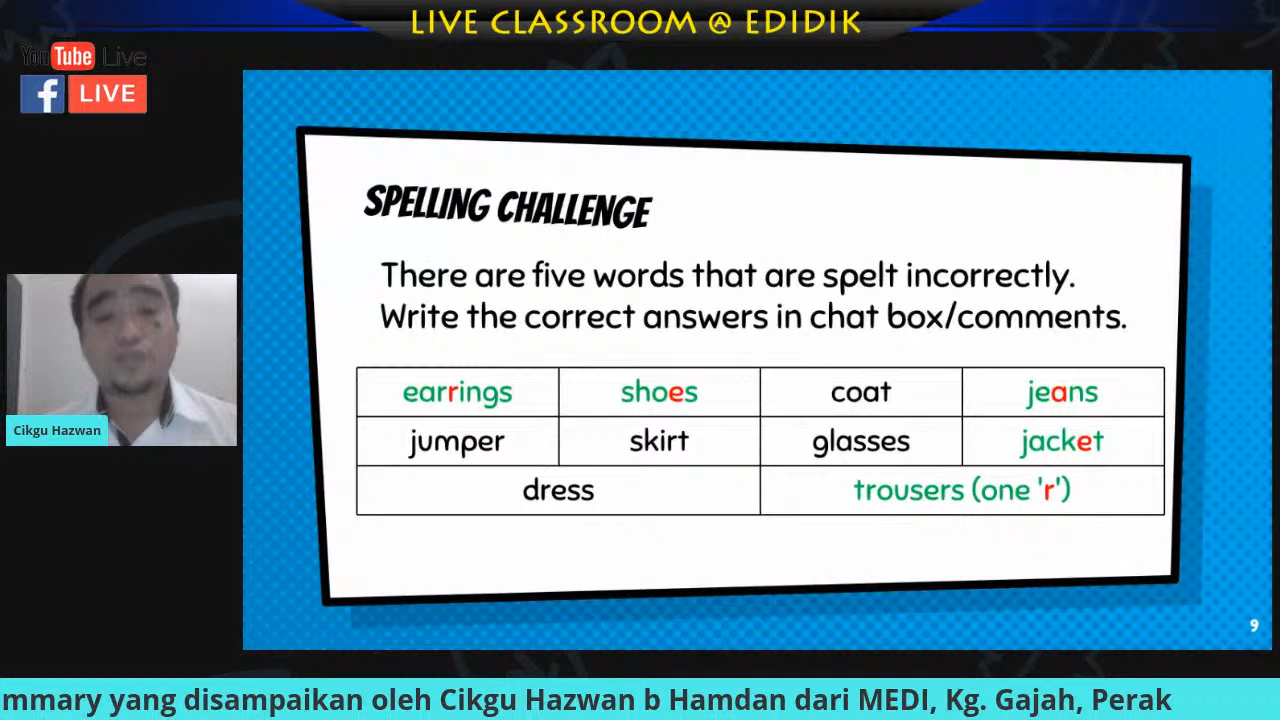 LIVE CLASSROOM @ EDIDIK
YouTube Live
f LIVE
SPELLING CHALLENGE
There are five words that are spelt incorrectly.
Write the correct answers in chat box/comments.
earrings shoes coat jeans
jumper skirt glasses jacket
dress trousers (one 'r')
Cikgu Hazwan
9
mmary yang disampaikan oleh Cikgu Hazwan b Hamdan dari MEDI, Kg. Gajah, Perak